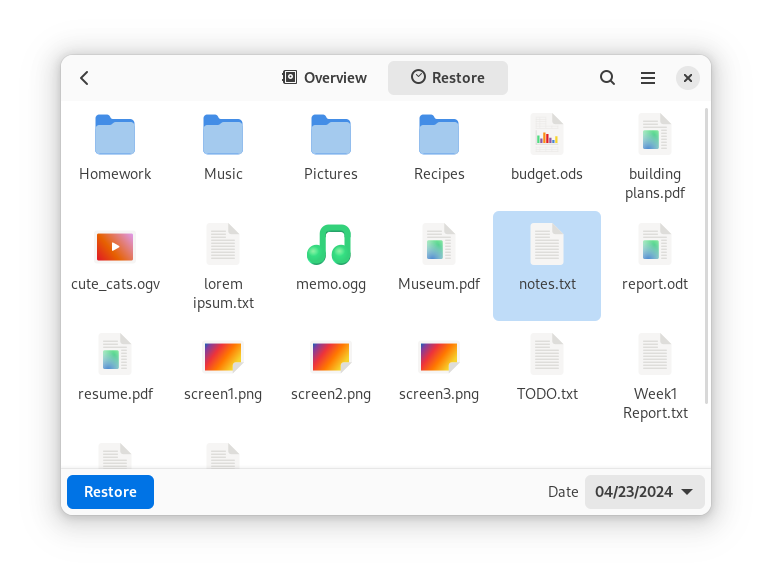 Overview
Restore
Homework
Music
Pictures
Recipes
budget.ods
building
plans.pdf
cute_cats.ogv
lorem
ipsum.txt
memo.ogg
Museum.pdf
notes.txt
report.odt
resume.pdf
screen1.png
screen2.png
screen3.png
TODO.txt
Week1
Report.txt
Restore
Date
04/23/2024